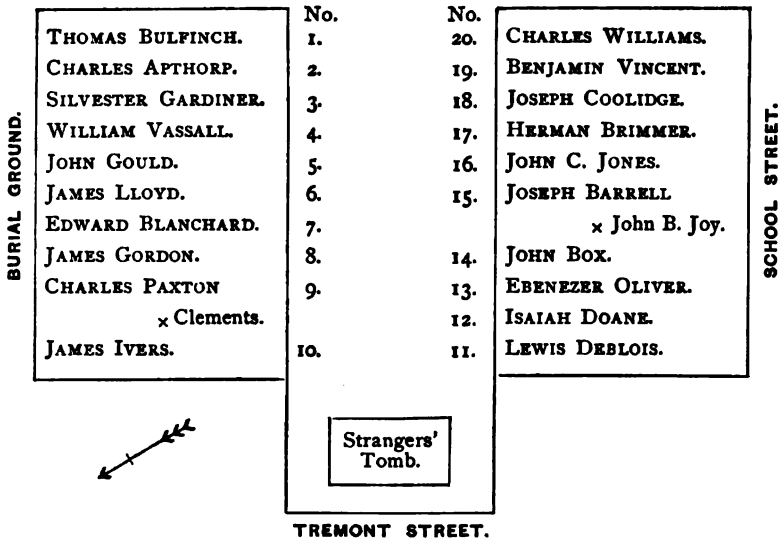 No. No.
THOMAS BULFINCH. 1. 20. CHARLES WILLIAMS.
CHARLES APTHORP. 2. 19. BENJAMIN VINCENT.
SILVESTER GARDINER. 3. 18. JOSEPH COOLIDGE.
WILLIAM VASSALL. 4. 17. HERMAN BRIMMER.
JOHN GOULD. 5. 16. JOHN C. JONES.
JAMES LLOYD. 6. 15. JOSEPH BARRELL
EDWARD BLANCHARD. 7. × John B. Joy.
JAMES GORDON. 8. 14. JOHN BOX.
CHARLES PAXTON 9. 13. EBENEZER OLIVER.
× Clements. 12. ISAIAH DOANE.
JAMES IVERS. 10. 11. LEWIS DEBLOIS.
BURIAL GROUND.
SCHOOL STREET.
Strangers'
Tomb.
TREMONT STREET.